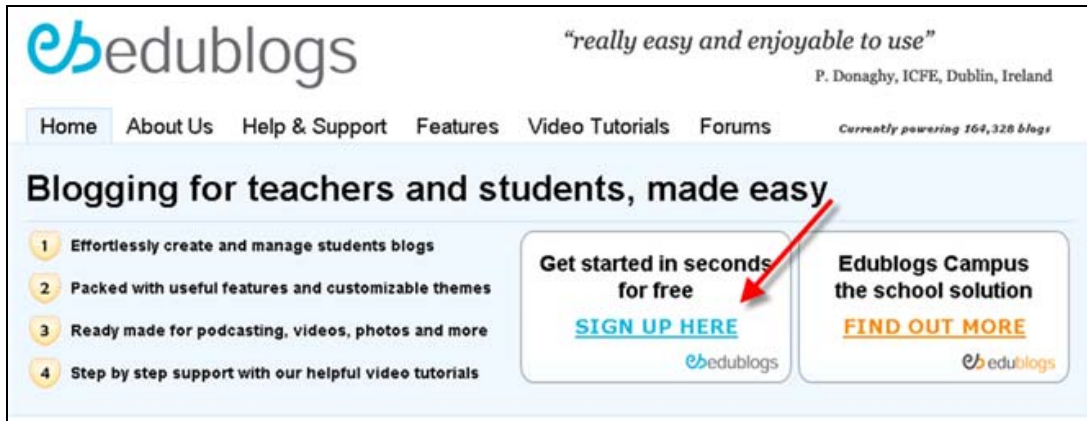 edublogs
“really easy and enjoyable to use”
P. Donaghy, ICFE, Dublin, Ireland
Home About Us Help & Support Features Video Tutorials Forums
Currently powering 164,328 blogs
Blogging for teachers and students, made easy
1 Effortlessly create and manage students blogs
2 Packed with useful features and customizable themes
3 Ready made for podcasting, videos, photos and more
4 Step by step support with our helpful video tutorials
Get started in seconds
for free
SIGN UP HERE
edublogs
Edublogs Campus
the school solution
FIND OUT MORE
edublogs